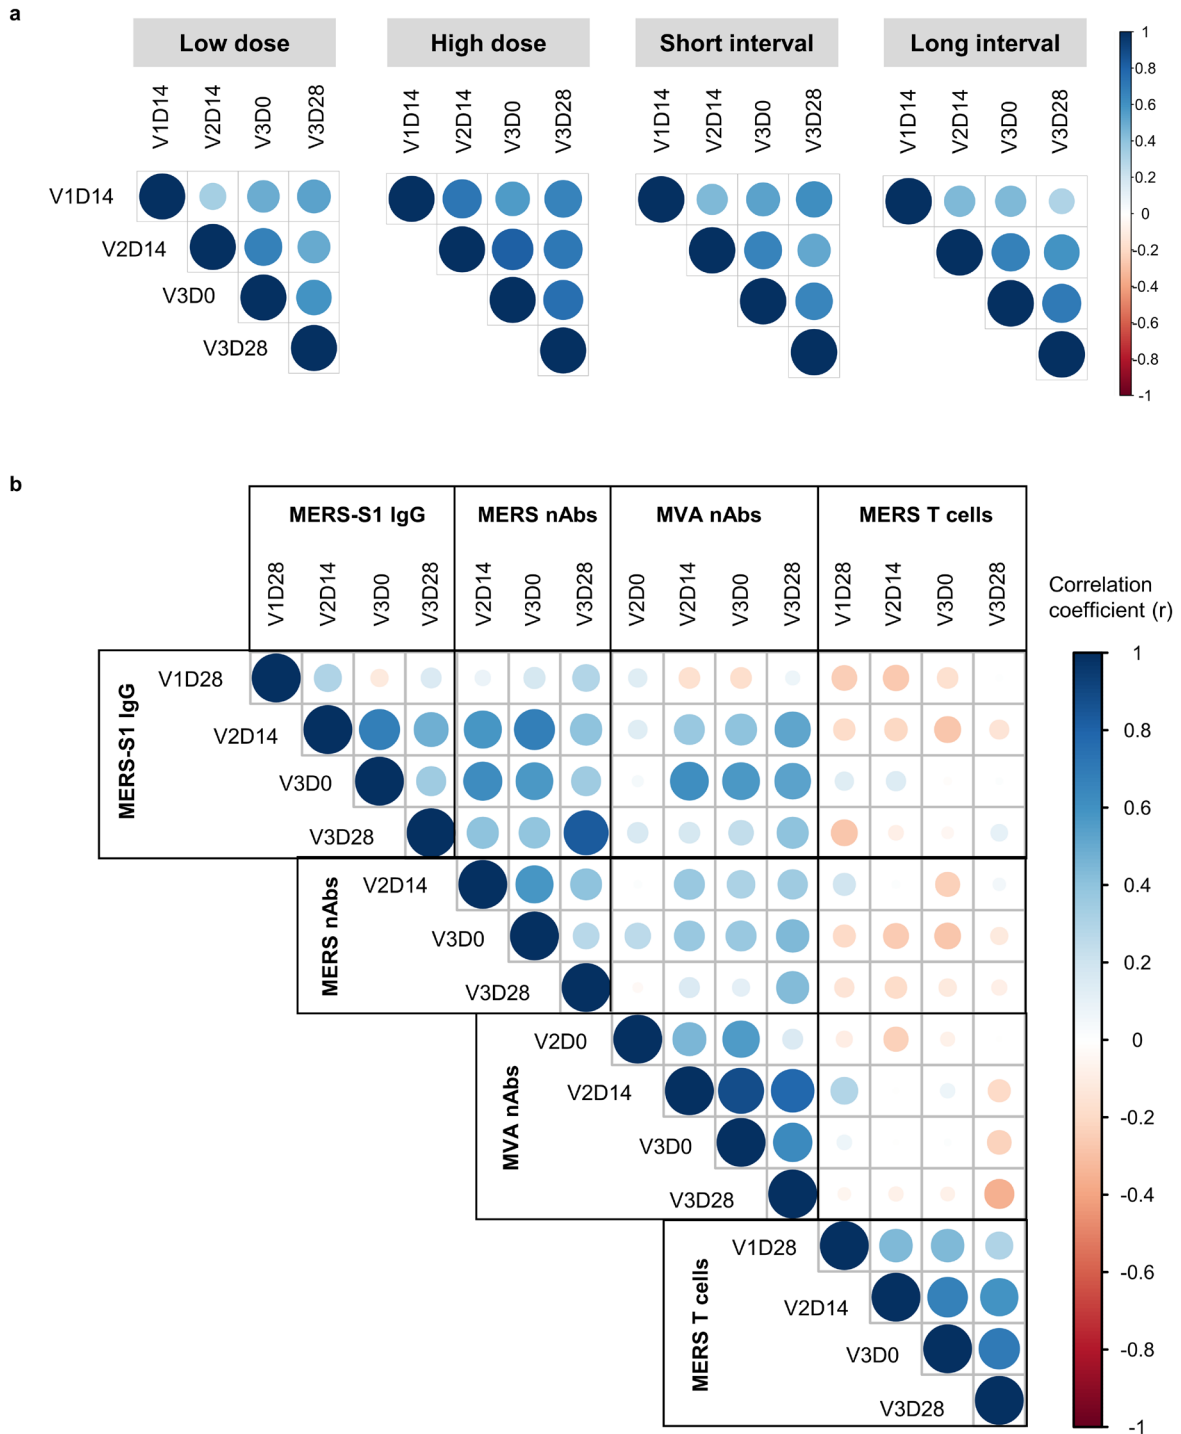 a
Low dose
High dose
Short interval
Long interval
V1D14 V2D14 V3D0 V3D28
V1D14 V2D14 V3D0 V3D28
V1D14 V2D14 V3D0 V3D28
V1D14 V2D14 V3D0 V3D28
V1D14
V2D14
V3D0
V3D28
1
0.8
0.6
0.4
0.2
0
-0.2
-0.4
-0.6
-0.8
-1
b
MERS-S1 IgG
MERS nAbs
MVA nAbs
MERS T cells
V1D28 V2D14 V3D0 V3D28
V2D14 V3D0 V3D28
V2D0 V2D14 V3D0 V3D28
V1D28 V2D14 V3D0 V3D28
MERS-S1 IgG
V1D28
V2D14
V3D0
V3D28
MERS nAbs
V2D14
V3D0
V3D28
MVA nAbs
V2D0
V2D14
V3D0
V3D28
MERS T cells
V1D28
V2D14
V3D0
V3D28
Correlation
coefficient (r)
1
0.8
0.6
0.4
0.2
0
-0.2
-0.4
-0.6
-0.8
-1